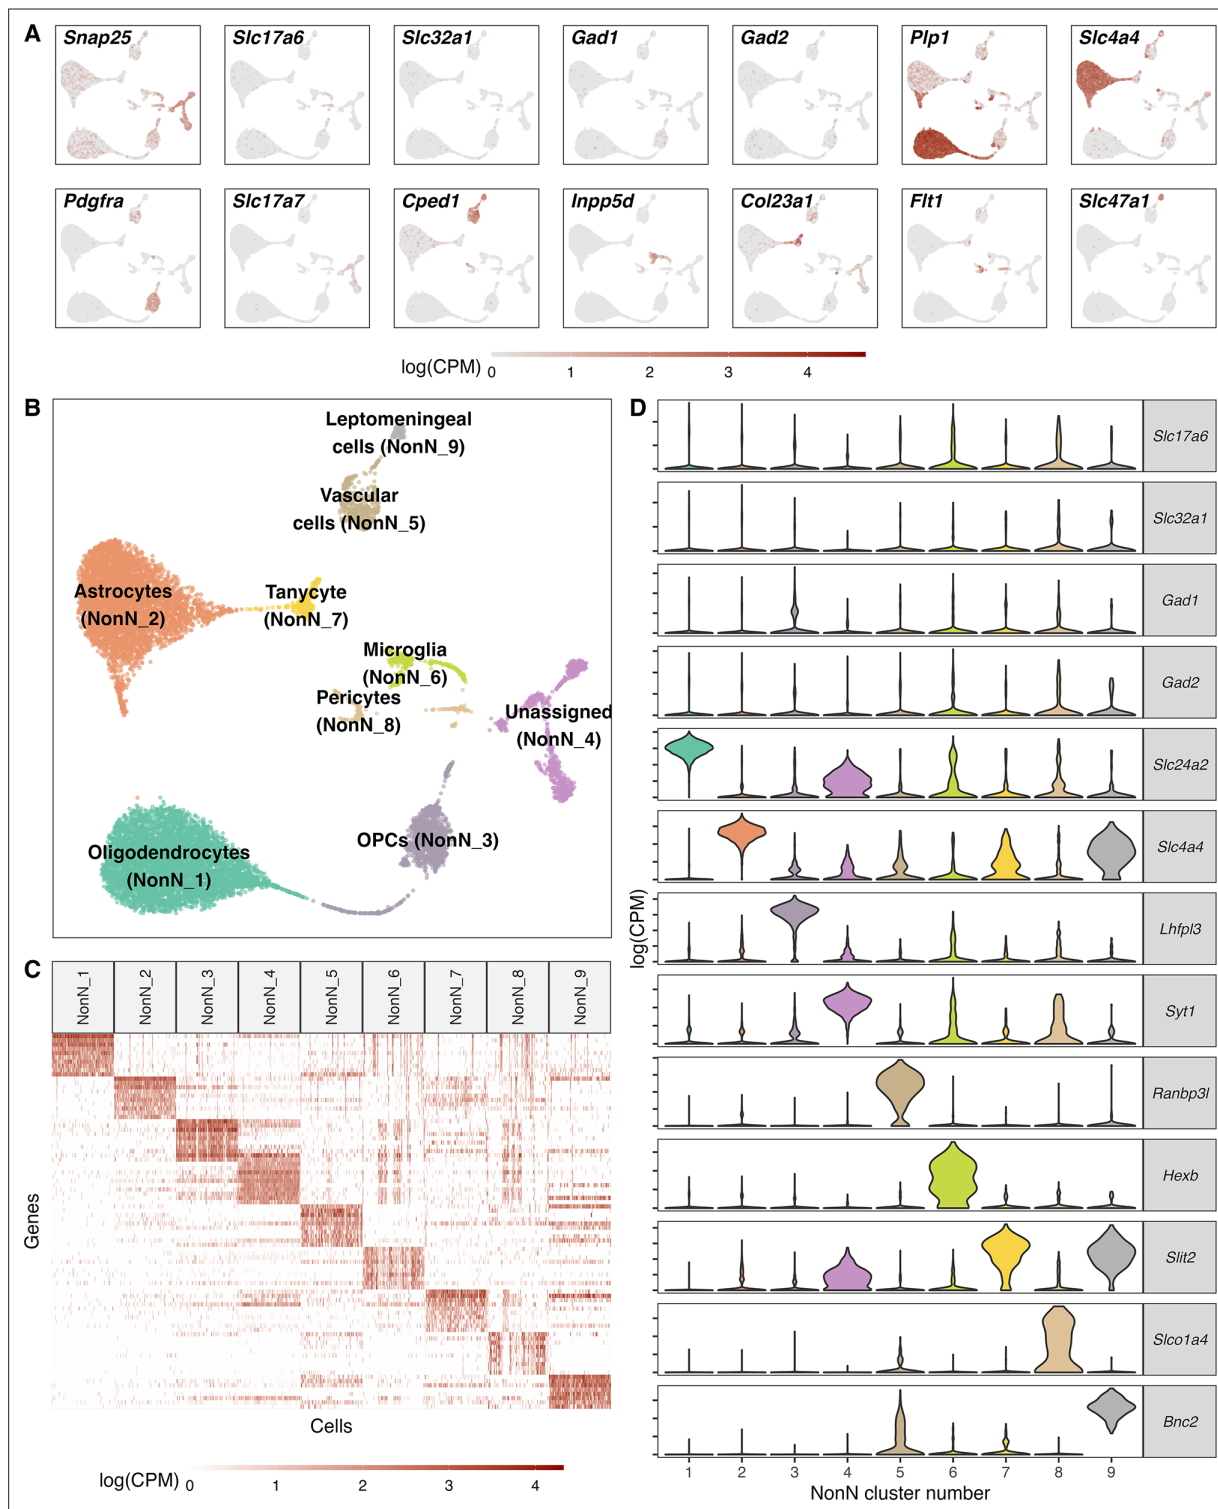 A
Snap25
Slc17a6
Slc32a1
Gad1
Gad2
Plp1
Slc4a4
Pdgfra
Slc17a7
Cped1
Inpp5d
Col23a1
Flt1
Slc47a1
log(CPM)
0 1 2 3 4
B
Leptomeningeal
cells (NonN_9)
Vascular
cells (NonN_5)
Astrocytes
(NonN_2)
Tanycyte
(NonN_7)
Microglia
(NonN_6)
Pericytes
(NonN_8)
Unassigned
(NonN_4)
OPCs (NonN_3)
Oligodendrocytes
(NonN_1)
C
NonN_1
NonN_2
NonN_3
NonN_4
NonN_5
NonN_6
NonN_7
NonN_8
NonN_9
Genes
Cells
log(CPM)
0 1 2 3 4
D
Slc17a6
Slc32a1
Gad1
Gad2
Slc24a2
Slc4a4
Lhfpl3
Syt1
Ranbp3l
Hexb
Slit2
Slco1a4
Bnc2
log(CPM)
1 2 3 4 5 6 7 8 9
NonN cluster number